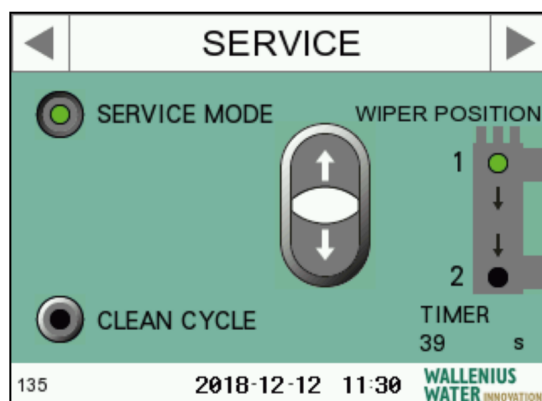 SERVICE
SERVICE MODE
WIPER POSITION
1
2
CLEAN CYCLE
TIMER
39 s
135 2018-12-12 11:30
WALLENIUS
WATER INNOVATION